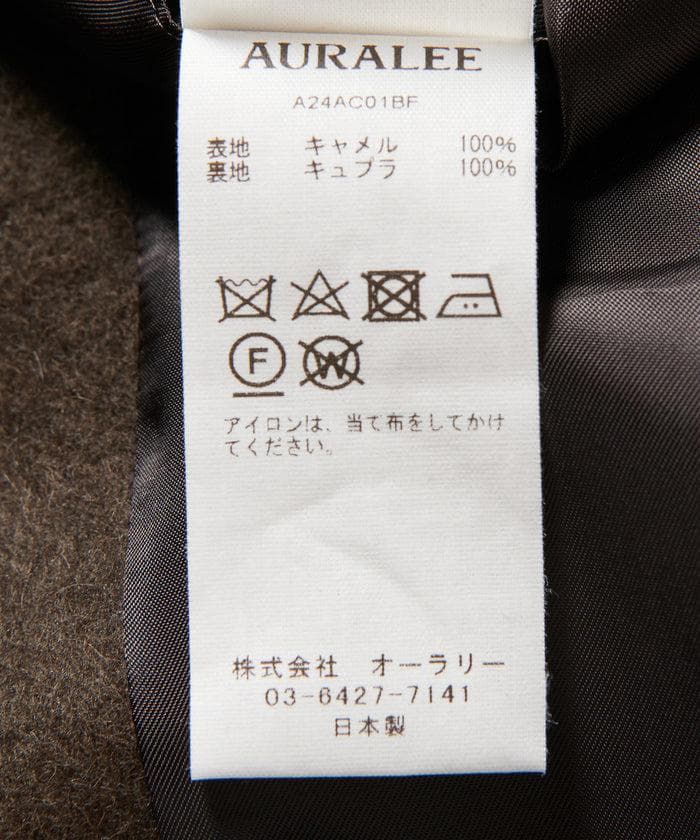 AURALEE
A24AC01BF
表地 キャメル 100%
裏地 キュプラ 100%
F
W
アイロンは、当て布をしてかけ
てください。
株式会社 オーラリー
03-6427-7141
日本製